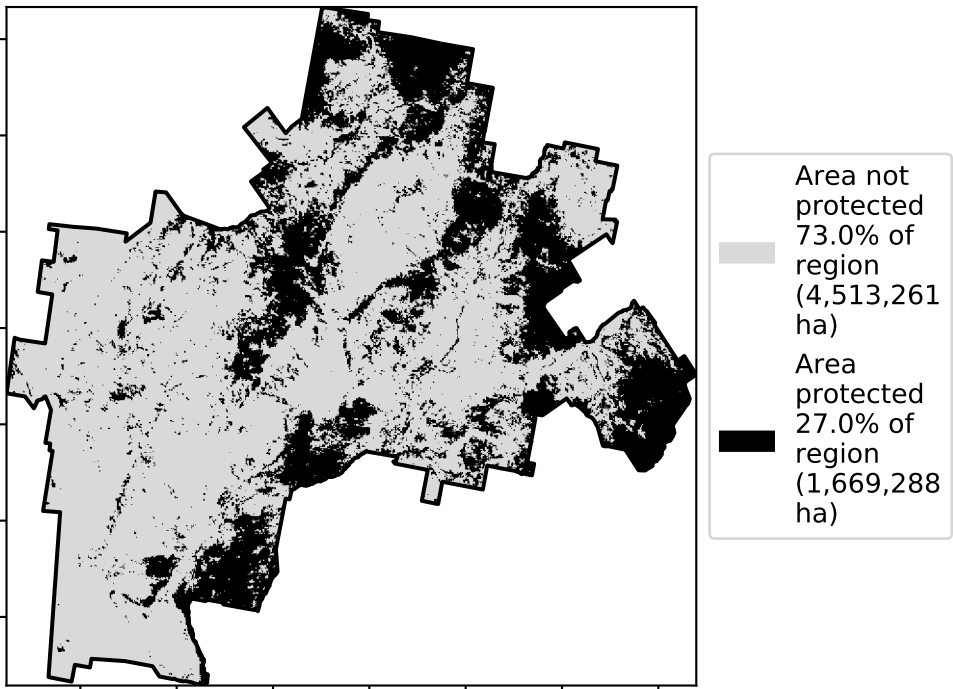 Area not
protected
73.0% of
region
(4,513,261
ha)
Area
protected
27.0% of
region
(1,669,288
ha)